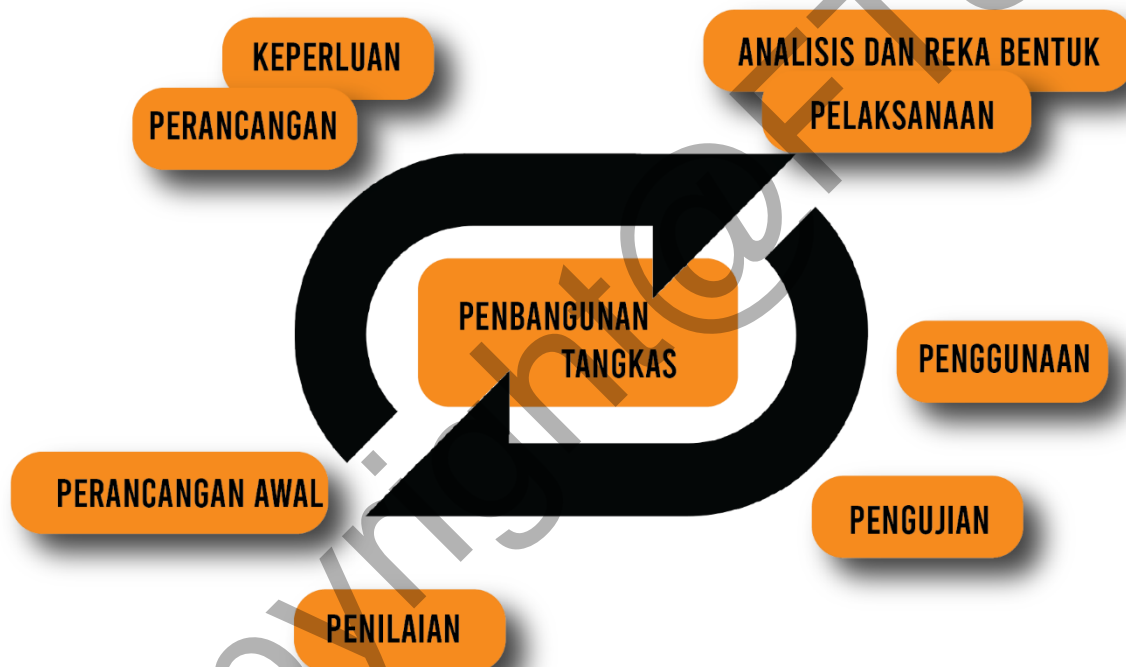 KEPERLUAN
PERANCANGAN
ANALISIS DAN REKA BENTUK
PELAKSANAAN
PENBANGUNAN
TANGKAS
PENGGUNAAN
PERANCANGAN AWAL
PENGUJIAN
PENILAIAN